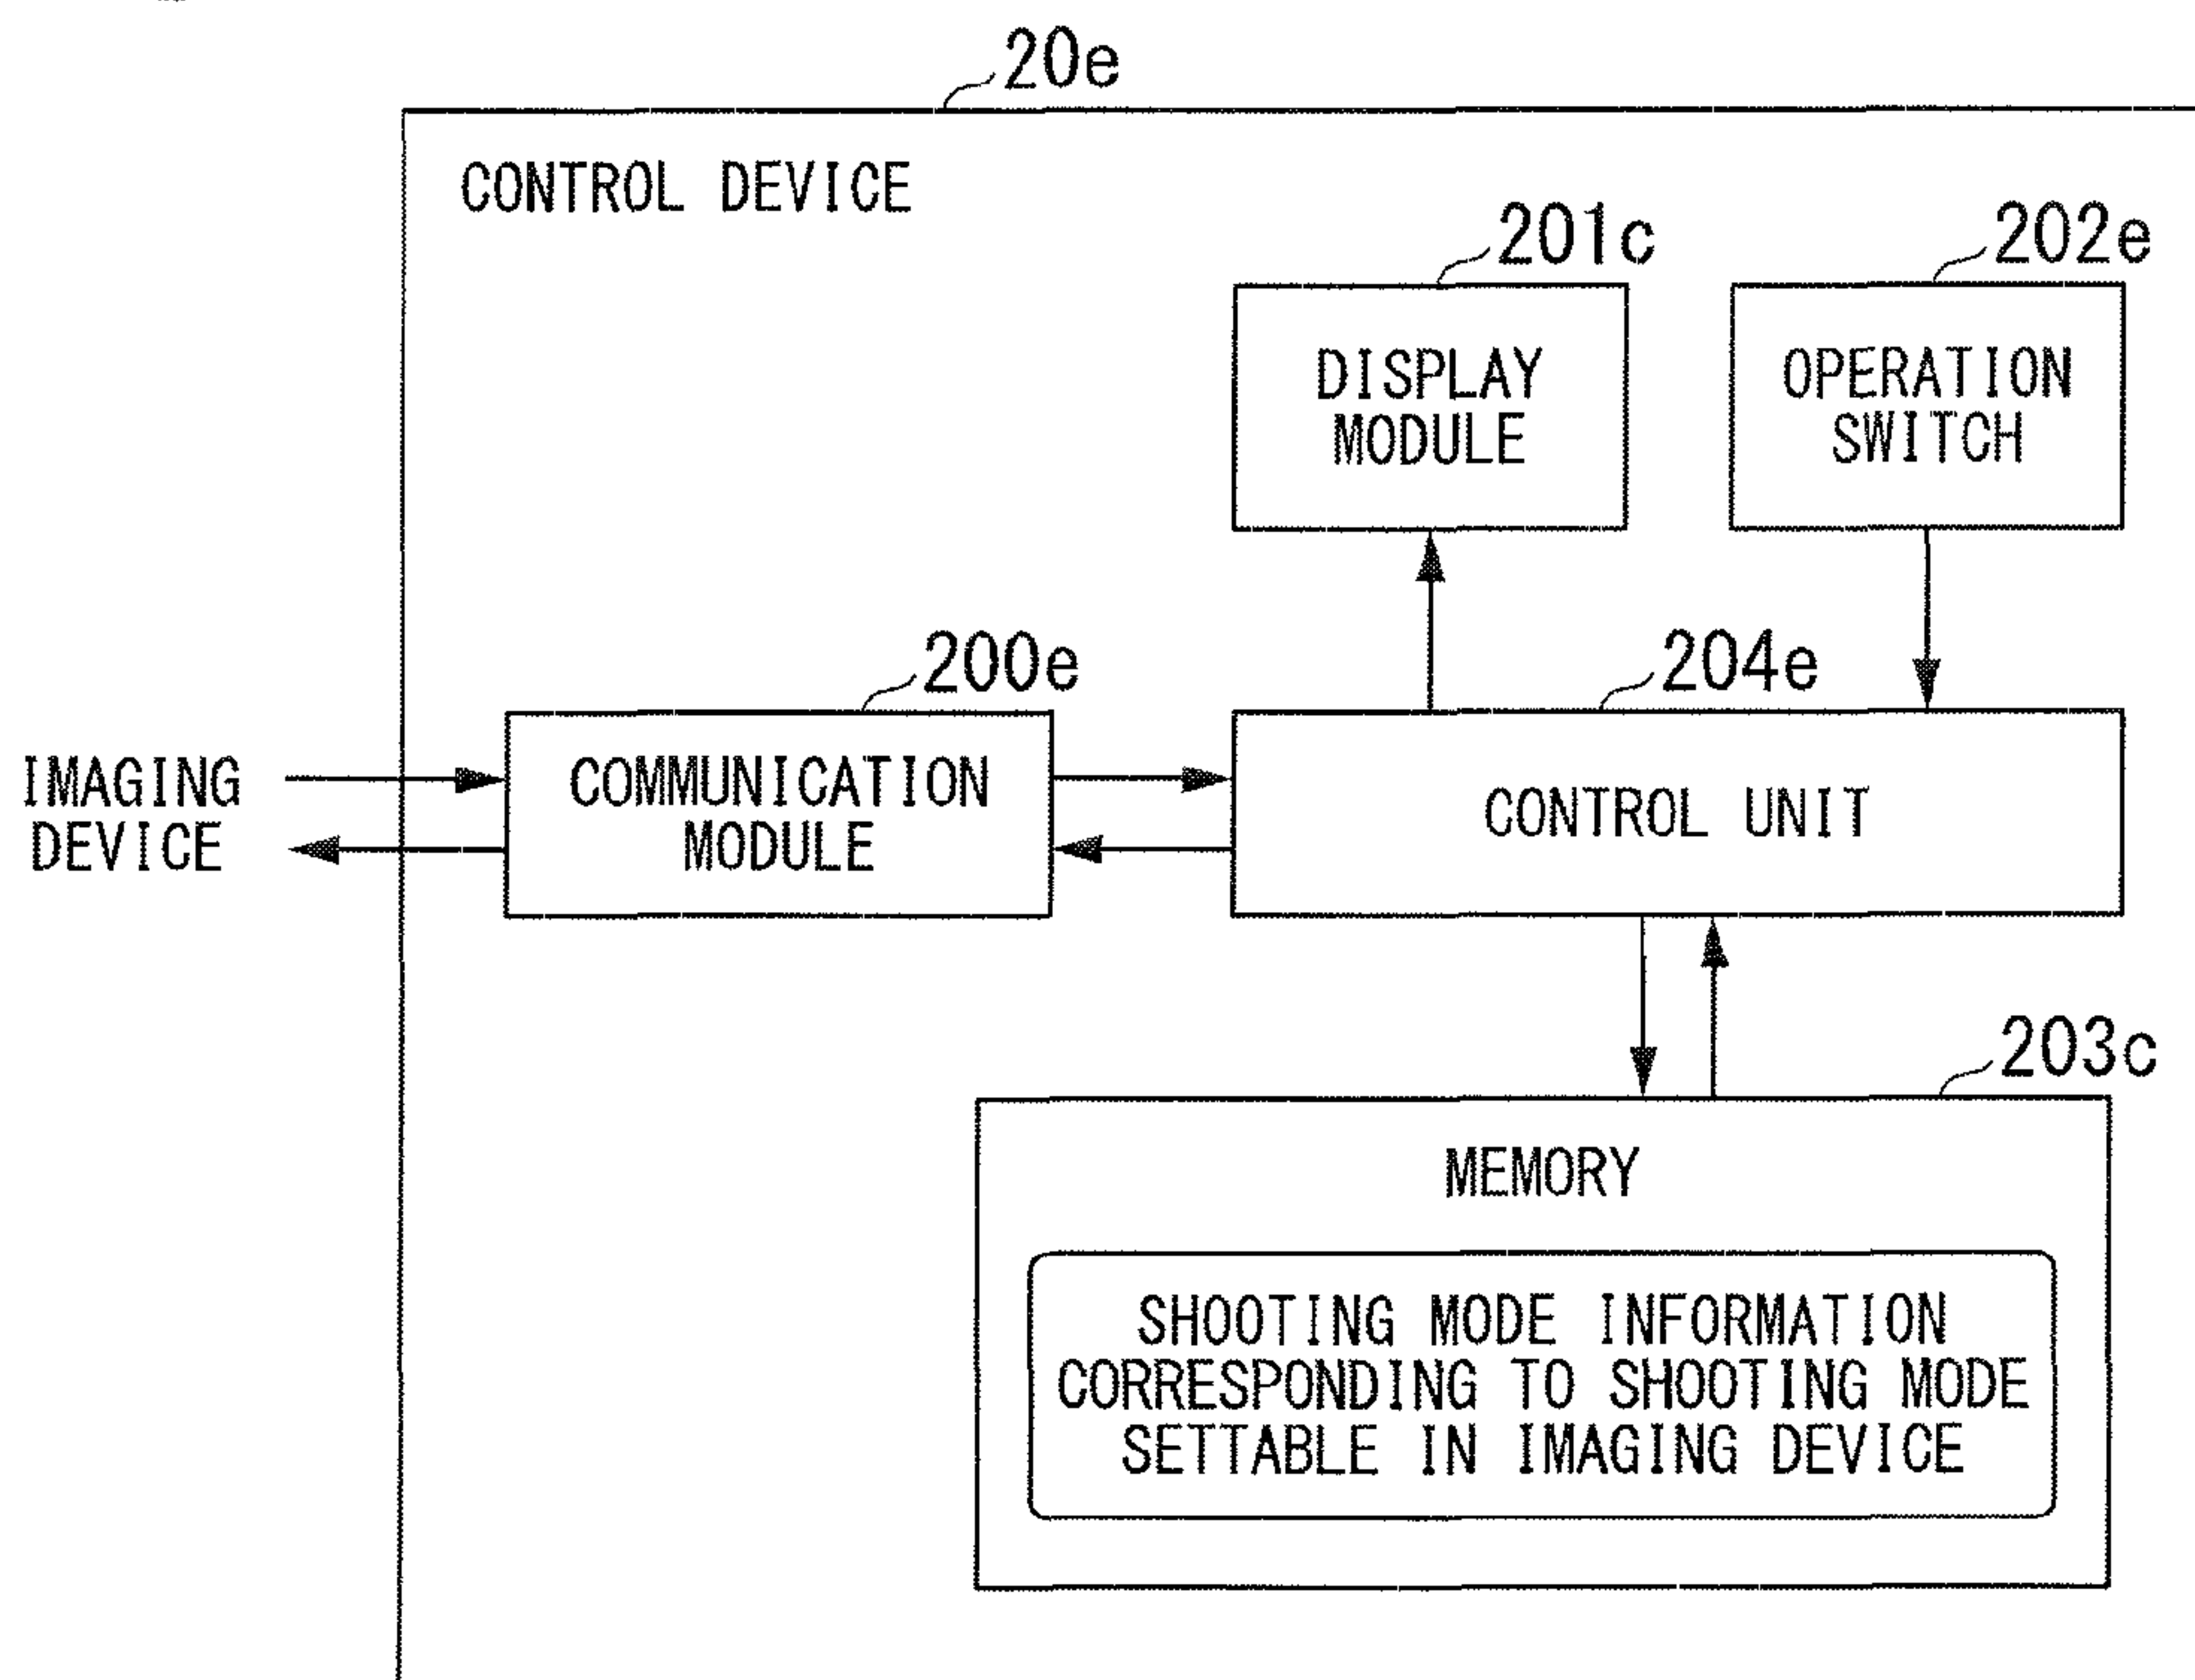 20e
CONTROL DEVICE
201c
202e
DISPLAY
MODULE
OPERATION
SWITCH
200e
204e
IMAGING
DEVICE
COMMUNICATION
MODULE
CONTROL UNIT
203c
MEMORY
SHOOTING MODE INFORMATION
CORRESPONDING TO SHOOTING MODE
SETTABLE IN IMAGING DEVICE